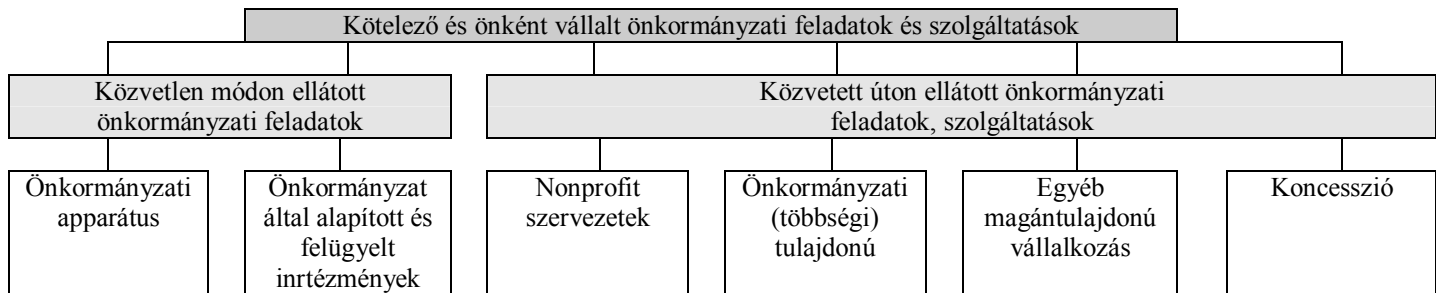 Kötelező és önként vállalt önkormányzati feladatok és szolgáltatások
Közvetlen módon ellátott
önkormányzati feladatok
Közvetett úton ellátott önkormányzati
feladatok, szolgáltatások
Önkormányzati
apparátus
Önkormányzat
által alapított és
felügyelt
inrtézmények
Nonprofit
szervezetek
Önkormányzati
(többségi)
tulajdonú
Egyéb
magántulajdonú
vállalkozás
Koncesszió